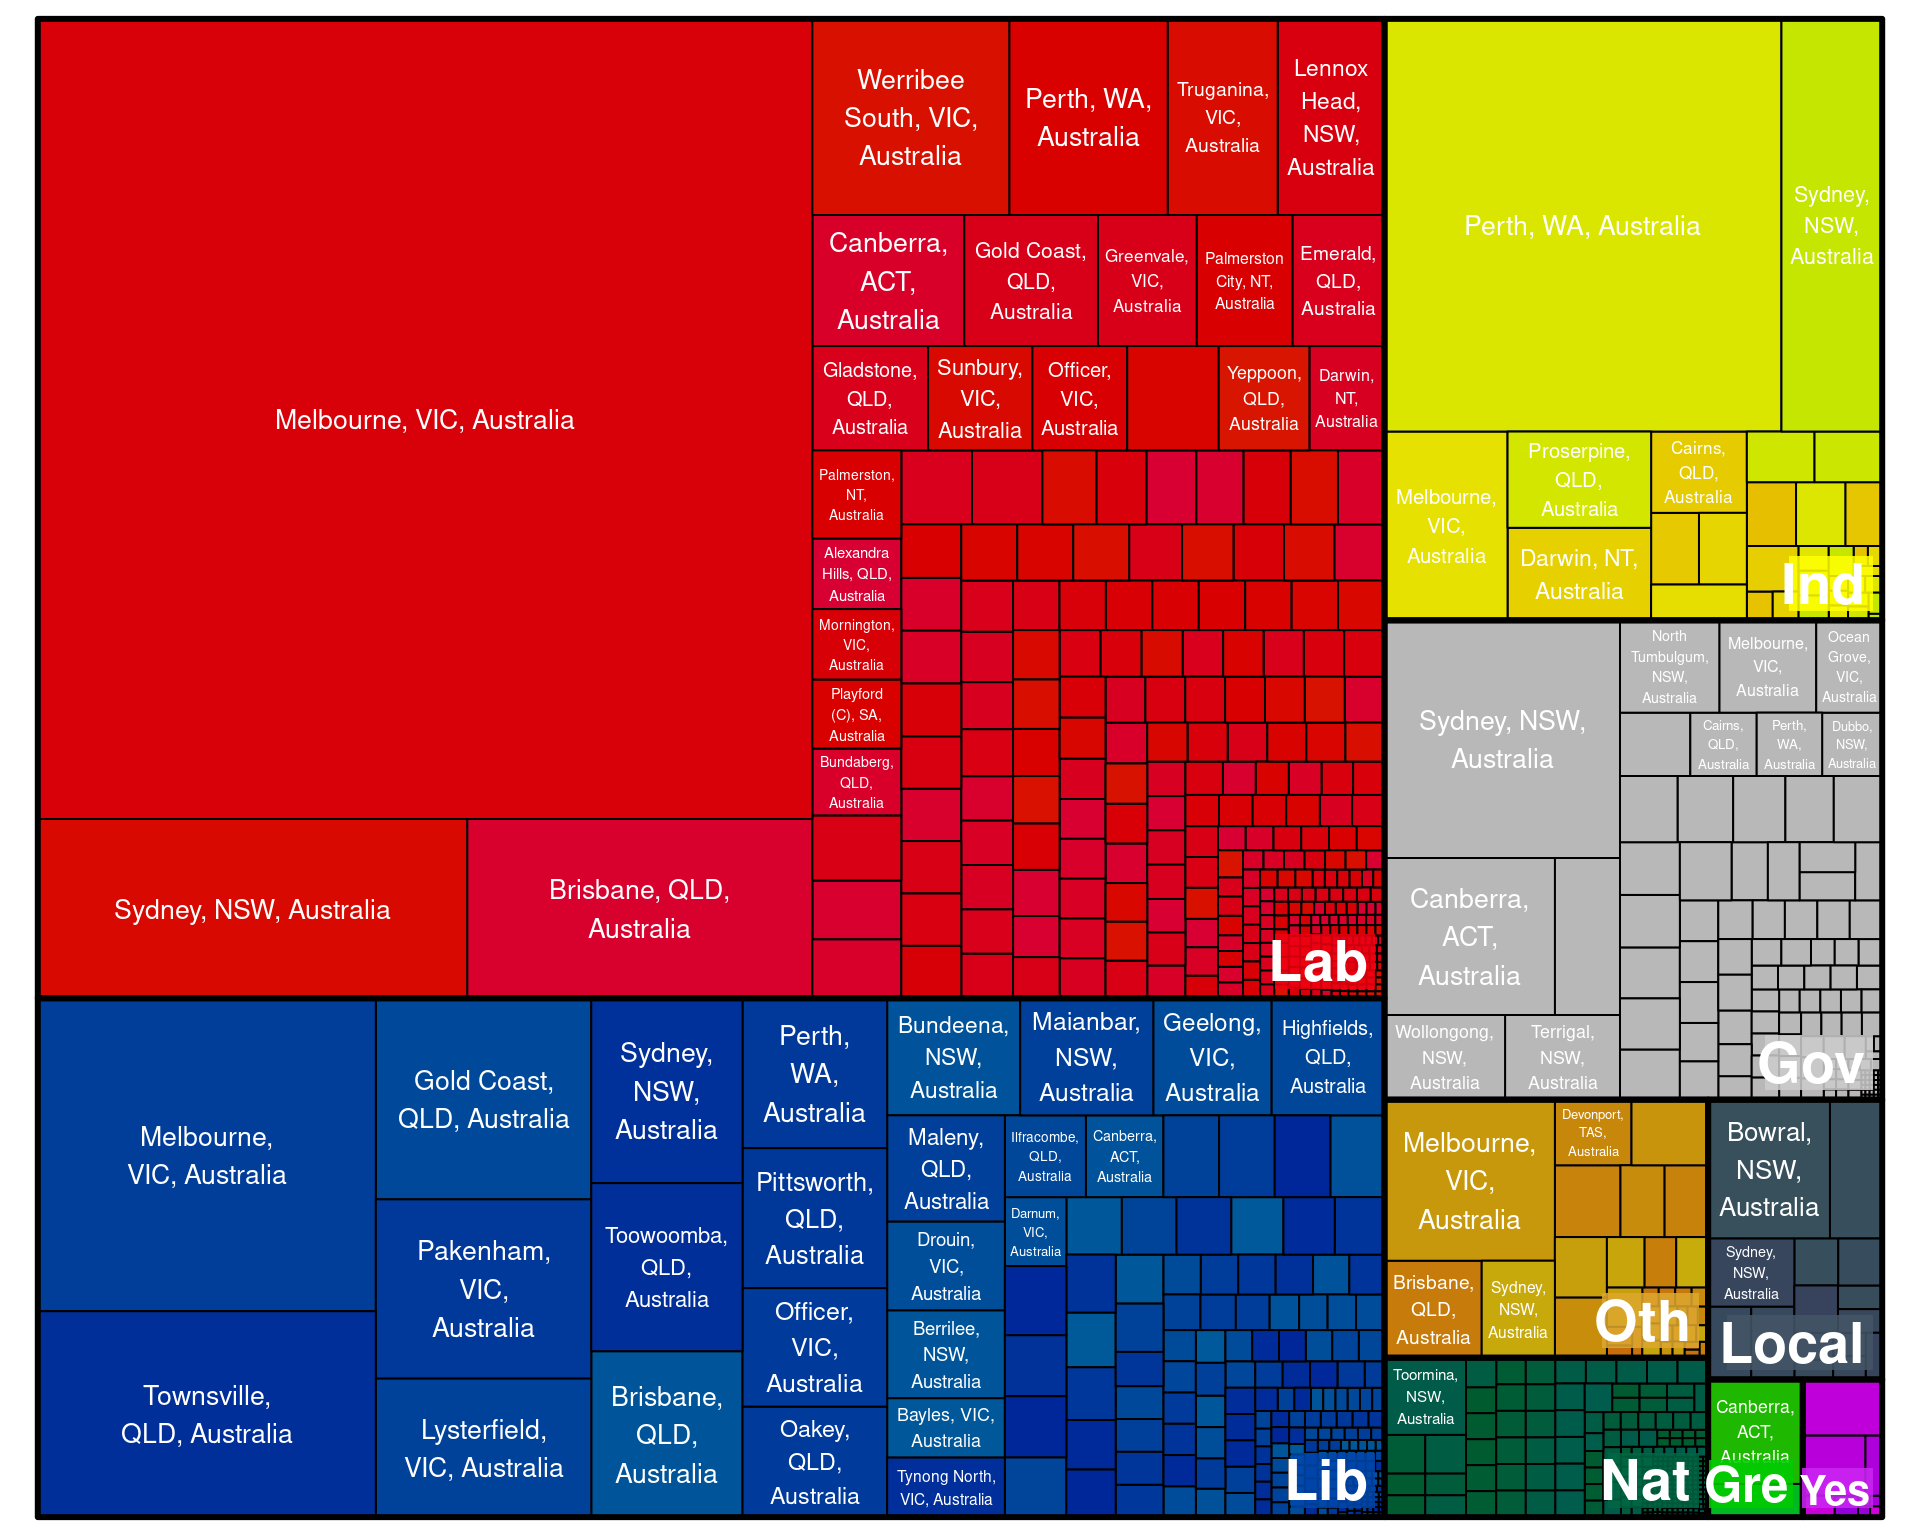 Melbourne, VIC, Australia
Sydney, NSW, Australia
Brisbane, QLD,
Australia
Werribee
South, VIC,
Australia
Perth, WA,
Australia
Truganina,
VIC,
Australia
Lennox
Head,
NSW,
Australia
Canberra,
ACT,
Australia
Gold Coast,
QLD,
Australia
Greenvale,
VIC,
Australia
Palmerston
City, NT,
Australia
Emerald,
QLD,
Australia
Gladstone,
QLD,
Australia
Sunbury,
VIC,
Australia
Officer,
VIC,
Australia
Yeppoon,
QLD,
Australia
Darwin,
NT,
Australia
Palmerston,
NT,
Australia
Alexandra
Hills, QLD,
Australia
Mornington,
VIC,
Australia
Playford
(C), SA,
Australia
Bundaberg,
QLD,
Australia
Lab
Perth, WA, Australia
Sydney,
NSW,
Australia
Melbourne,
VIC,
Australia
Proserpine,
QLD,
Australia
Darwin, NT,
Australia
Cairns,
QLD,
Australia
Ind
Sydney, NSW,
Australia
Canberra,
ACT,
Australia
Wollongong,
NSW,
Australia
Terrigal,
NSW,
Australia
North
Tumbulgum,
NSW,
Australia
Melbourne,
VIC,
Australia
Ocean
Grove,
VIC,
Australia
Cairns,
QLD,
Australia
Perth,
WA,
Australia
Dubbo,
NSW,
Australia
Gov
Melbourne,
VIC, Australia
Townsville,
QLD, Australia
Gold Coast,
QLD, Australia
Pakenham,
VIC,
Australia
Lysterfield,
VIC, Australia
Sydney,
NSW,
Australia
Toowoomba,
QLD,
Australia
Brisbane,
QLD,
Australia
Perth,
WA,
Australia
Pittsworth,
QLD,
Australia
Officer,
VIC,
Australia
Oakey,
QLD,
Australia
Bundeena,
NSW,
Australia
Maianbar,
NSW,
Australia
Geelong,
VIC,
Australia
Highfields,
QLD,
Australia
Maleny,
QLD,
Australia
Drouin,
VIC,
Australia
Berrilee,
NSW,
Australia
Bayles, VIC,
Australia
Tynong North,
VIC, Australia
Ilfracombe,
QLD,
Australia
Canberra,
ACT,
Australia
Darnum,
VIC,
Australia
Lib
Melbourne,
VIC,
Australia
Brisbane,
QLD,
Australia
Sydney,
NSW,
Australia
Devonport,
TAS,
Australia
Oth
Bowral,
NSW,
Australia
Sydney,
NSW,
Australia
Local
Toormina,
NSW,
Australia
Nat
Canberra,
ACT,
Australia
Gre
Yes